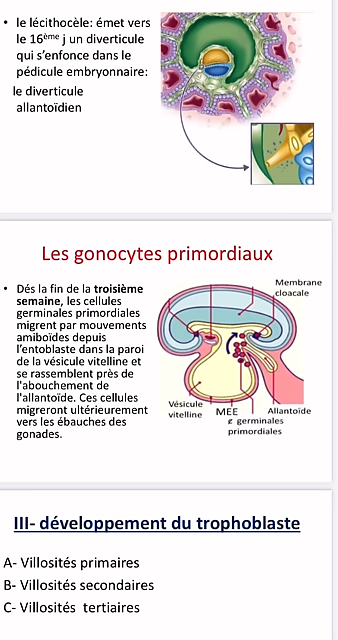 • le lécithocèle: émet vers
le 16ème j un diverticule
qui s'enfonce dans le
pédicule embryonnaire:
le diverticule
allantoïdien
Les gonocytes primordiaux
• Dés la fin de la troisième
semaine, les cellules
germinales primordiales
migrent par mouvements
amiboïdes depuis
l'entoblaste dans la paroi
de la vésicule vitelline et
se rassemblent près de
l'abouchement de
l'allantoïde. Ces cellules
migreront ultérieurement
vers les ébauches des
gonades.
Membrane
cloacale
Vésicule
vitelline
MEE
Allantoïde
¢ germinales
primordiales
III- développement du trophoblaste
A- Villosités primaires
B- Villosités secondaires
C- Villosités tertiaires